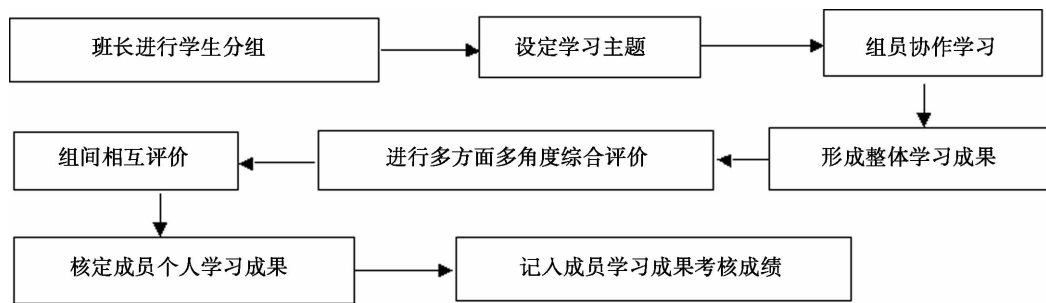 班长进行学生分组
设定学习主题
组员协作学习
形成整体学习成果
进行多方面多角度综合评价
组间相互评价
核定成员个人学习成果
记入成员学习成果考核成绩